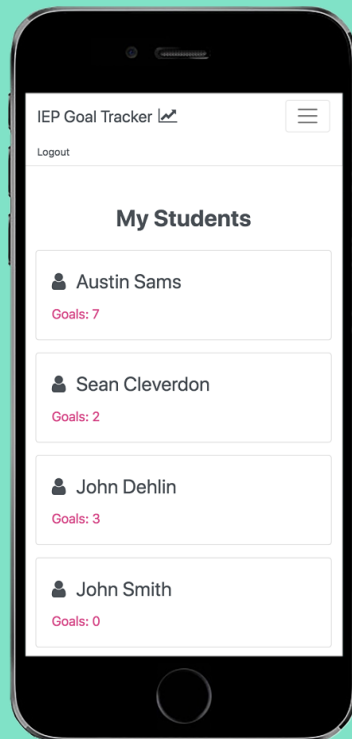 IEP Goal Tracker
Logout
My Students
Austin Sams
Goals: 7
Sean Cleverdon
Goals: 2
John Dehlin
Goals: 3
John Smith
Goals: 0